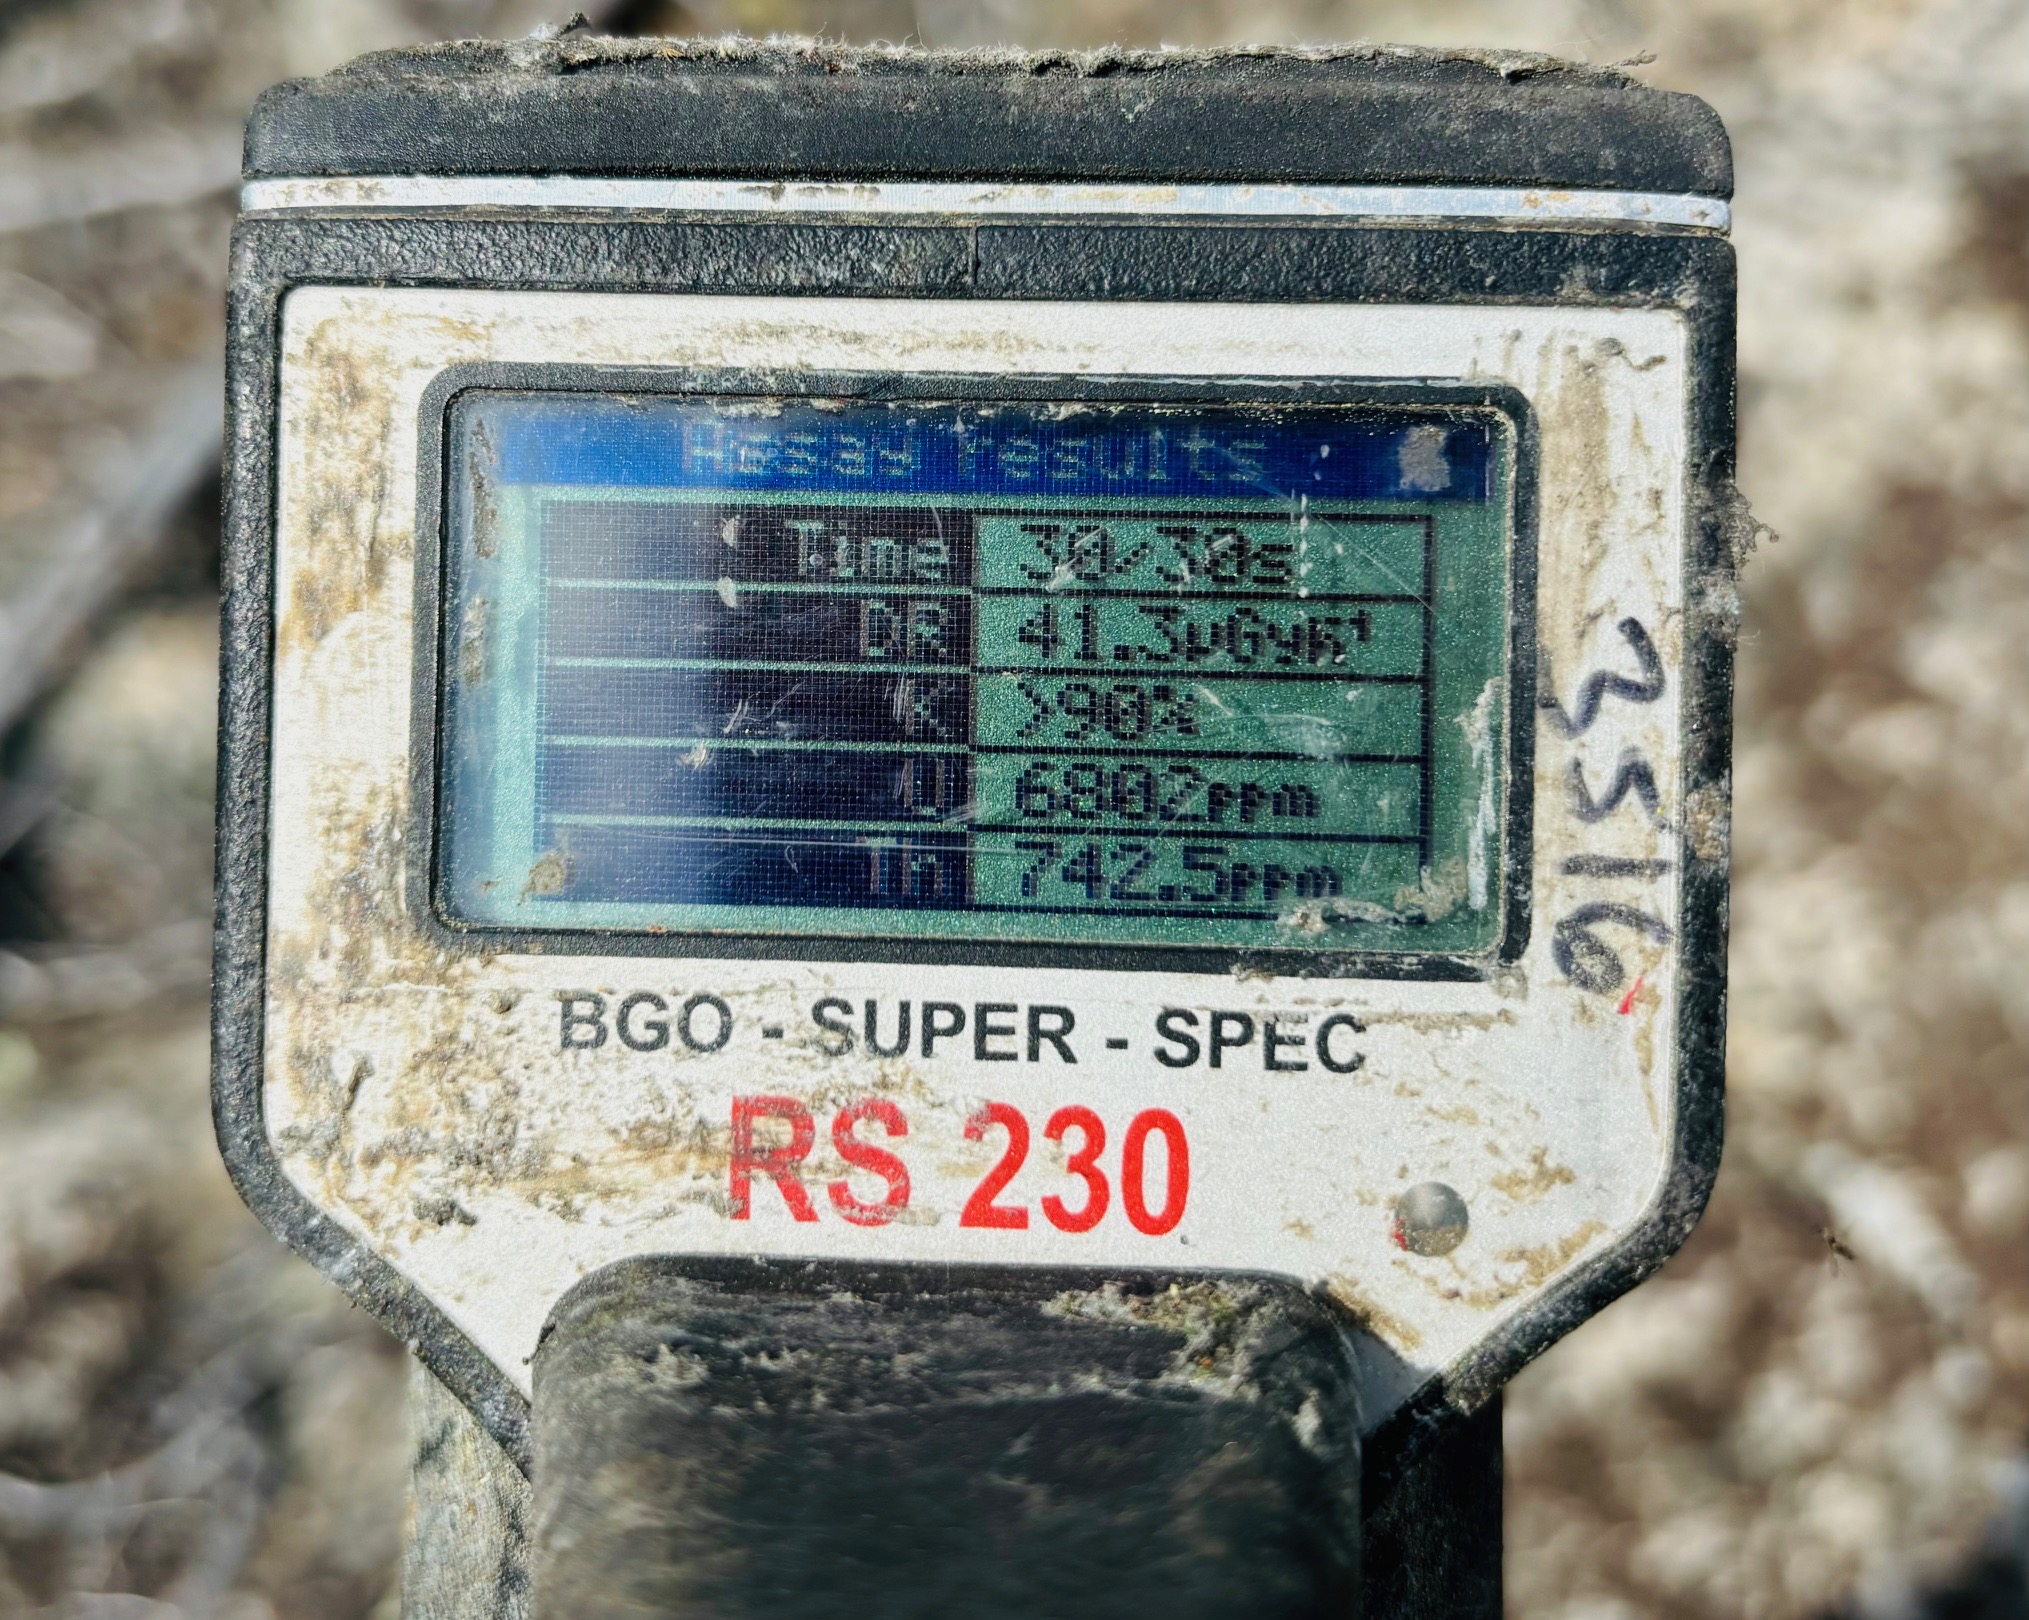 Assay results
Time 30/30s
DR 41.3µGyh⁻¹
K >90%
U 6802ppm
Th 742.5ppm
BGO - SUPER - SPEC
RS 230
3516